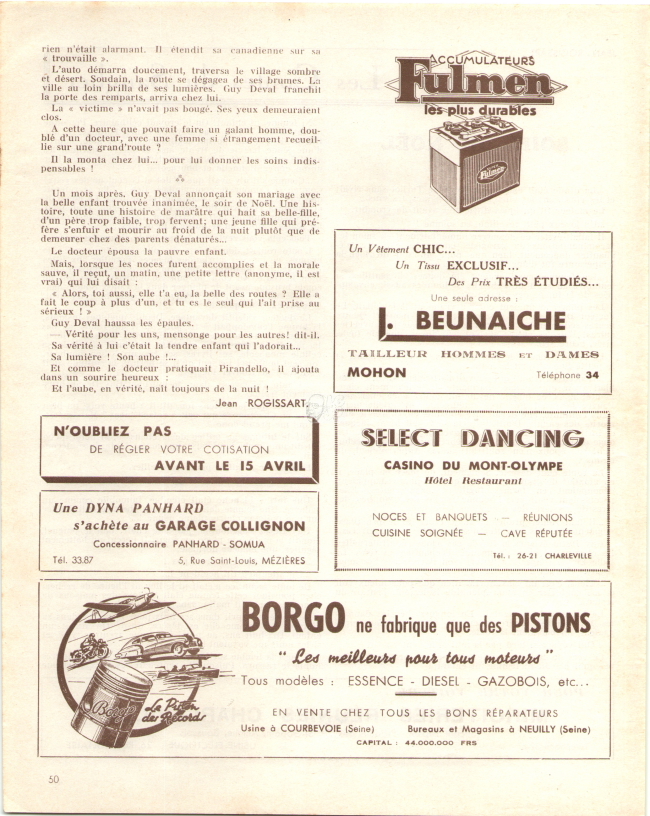 rien n'était alarmant. Il étendit sa canadienne sur sa
« trouvaille ».
L'auto démarra doucement, traversa le village sombre
et désert. Soudain, la route se dégagea de ses brumes. La
ville au loin brilla de ses lumières. Guy Deval franchit
la porte des remparts, arriva chez lui.
La « victime » n'avait pas bougé. Ses yeux demeuraient
clos.
A cette heure que pouvait faire un galant homme, dou-
blé d'un docteur, avec une femme si étrangement recueil-
lie sur une grand'route ?
Il la monta chez lui... pour lui donner les soins indis-
pensables !
Un mois après, Guy Deval annonçait son mariage avec
la belle enfant trouvée inanimée, le soir de Noël. Une his-
toire, toute une histoire de marâtre qui hait sa belle-fille,
d'un père trop faible, trop fervent; une jeune fille qui pré-
fère s'enfuir et mourir au froid de la nuit plutôt que de
demeurer chez des parents dénaturés...
Le docteur épousa la pauvre enfant.
Mais, lorsque les noces furent accomplies et la morale
sauve, il reçut, un matin, une petite lettre (anonyme, il est
vrai) qui lui disait :
« Alors, toi aussi, elle t'a eu, la belle des routes ? Elle a
fait le coup à plus d'un, et tu es le seul qui l'ait prise au
sérieux ! »
Guy Deval haussa les épaules.
— Vérité pour les uns, mensonge pour les autres! dit-il.
Sa vérité à lui c'était la tendre enfant qui l'adorait...
Sa lumière ! Son aube !...
Et comme le docteur pratiquait Pirandello, il ajouta
dans un sourire heureux :
Et l'aube, en vérité, naît toujours de la nuit !
Jean ROGISSART.
N'OUBLIEZ PAS
DE RÉGLER VOTRE COTISATION
AVANT LE 15 AVRIL
Une DYNA PANHARD
s'achète au GARAGE COLLIGNON
Concessionnaire PANHARD - SOMUA
Tél. 33.87 5, Rue Saint-Louis, MÉZIÈRES
ACCUMULATEURS
Fulmen
les plus durables
Fulmen
Un Vêtement CHIC...
Un Tissu EXCLUSIF...
Des Prix TRÈS ÉTUDIÉS...
Une seule adresse :
J. BEUNAICHE
TAILLEUR HOMMES ET DAMES
MOHON Téléphone 34
SELECT DANCING
CASINO DU MONT-OLYMPE
Hôtel Restaurant
NOCES ET BANQUETS — RÉUNIONS
CUISINE SOIGNÉE — CAVE RÉPUTÉE
Tél. : 26-21 CHARLEVILLE
Borgo
Le Piston
des Records
BORGO ne fabrique que des PISTONS
" Les meilleurs pour tous moteurs "
Tous modèles : ESSENCE - DIESEL - GAZOBOIS, etc...
EN VENTE CHEZ TOUS LES BONS RÉPARATEURS
Usine à COURBEVOIE (Seine) Bureaux et Magasins à NEUILLY (Seine)
CAPITAL : 44.000.000 FRS
50